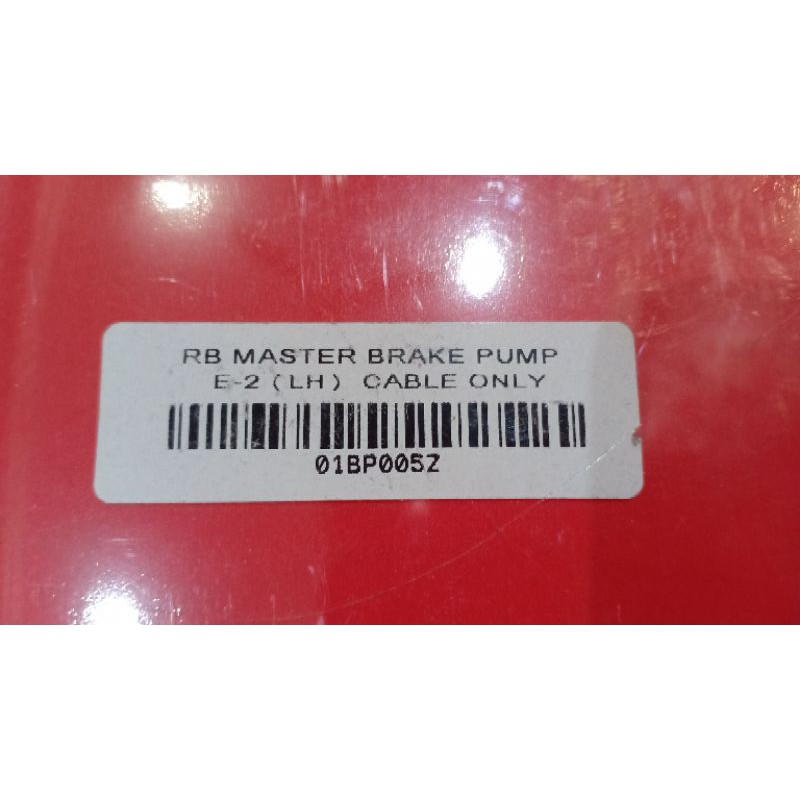 RB MASTER BRAKE PUMP
E-2 (LH) CABLE ONLY
01BP005Z